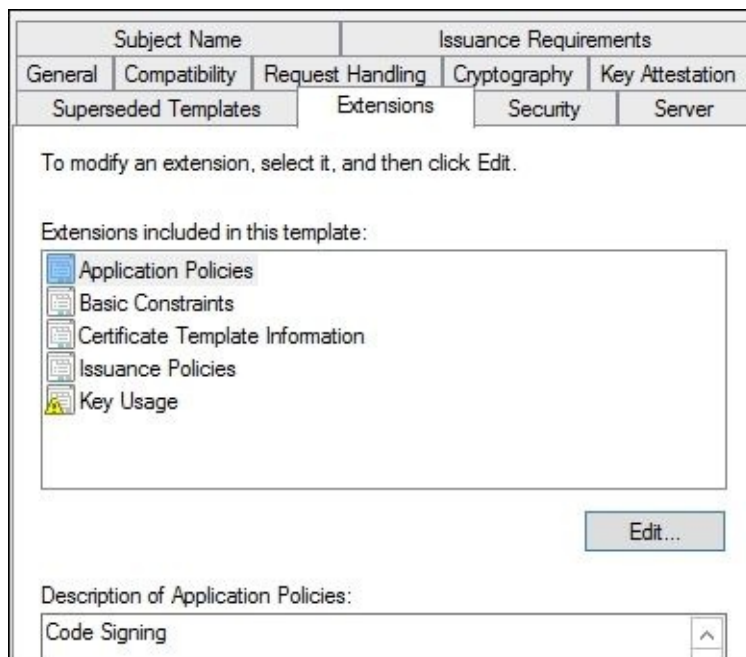 Subject Name Issuance Requirements
General Compatibility Request Handling Cryptography Key Attestation
Superseded Templates Extensions Security Server
To modify an extension, select it, and then click Edit.
Extensions included in this template:
Application Policies
Basic Constraints
Certificate Template Information
Issuance Policies
Key Usage
Edit...
Description of Application Policies:
Code Signing